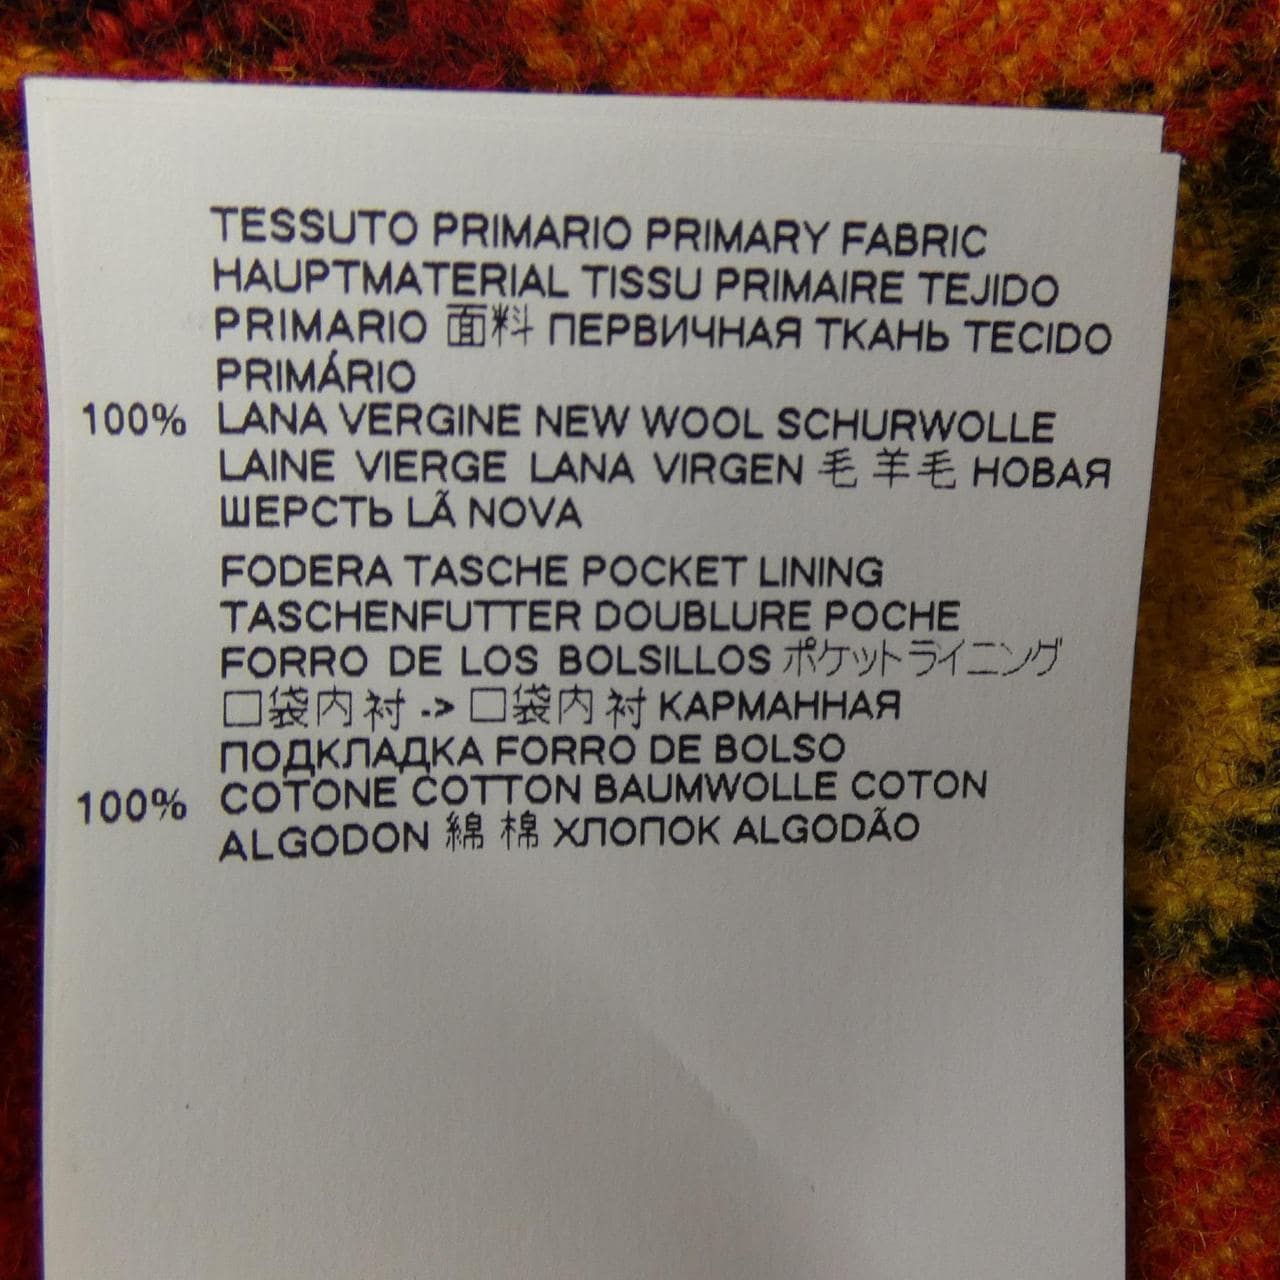 TESSUTO PRIMARIO PRIMARY FABRIC
HAUPTMATERIAL TISSU PRIMAIRE TEJIDO
PRIMARIO 面料 ПЕРВИЧНАЯ ТКАНЬ TECIDO
PRIMÁRIO
100% LANA VERGINE NEW WOOL SCHURWOLLE
LAINE VIERGE LANA VIRGEN 毛 羊毛 НОВАЯ
ШЕРСТЬ LÃ NOVA
FODERA TASCHE POCKET LINING
TASCHENFUTTER DOUBLURE POCHE
FORRO DE LOS BOLSILLOS ポケットライニング
口袋内衬 -> 口袋内衬 КАРМАННАЯ
ПОДКЛАДКА FORRO DE BOLSO
100% COTONE COTTON BAUMWOLLE COTON
ALGODON 綿 棉 ХЛОПОК ALGODÃO